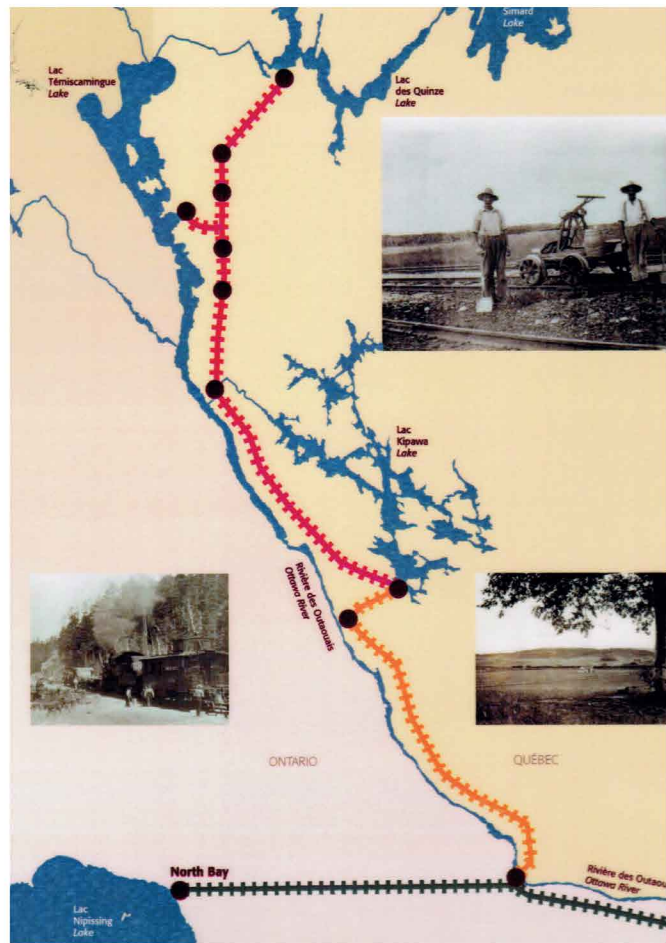 Simard
Lake
Lac
Témiscamingue
Lake
Lac
des Quinze
Lake
Lac
Kipawa
Lake
Rivière des Outaouais
Ottawa River
ONTARIO
QUÉBEC
North Bay
Rivière des Outaou
Ottawa River
Lac
Nipissing
Lake